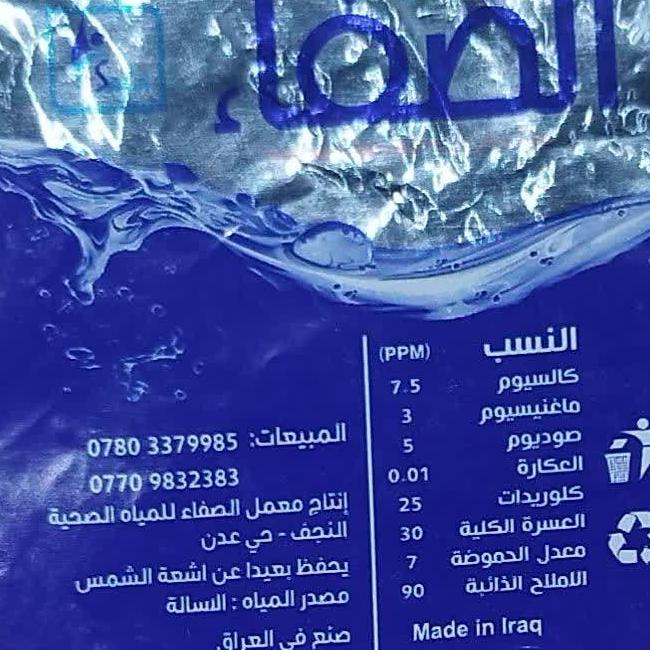 الصفاء
النسب (PPM)
كالسيوم 7.5
ماغنيسيوم 3
صوديوم 5
العكارة 0.01
كلوريدات 25
العسرة الكلية 30
معدل الحموضة 7
الاملاح الذائبة 90
Made in Iraq
المبيعات: 0780 3379985
0770 9832383
إنتاج معمل الصفاء للمياه الصحية
النجف - حي عدن
يحفظ بعيدا عن اشعة الشمس
مصدر المياه : الاسالة
صنع في العراق